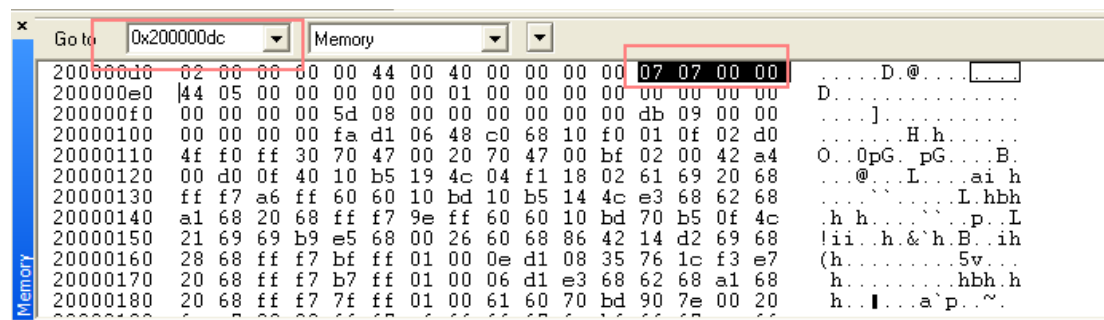 × Go to 0x200000dc Memory
200000d0 02 00 00 00 00 44 00 40 00 00 00 00 07 07 00 00 .....D.@........
200000e0 44 05 00 00 00 00 01 00 00 00 00 00 00 00 00 00 D...............
200000f0 00 00 00 00 5d 08 00 00 00 00 00 00 db 09 00 00 ....]...........
20000100 00 00 00 00 fa d1 06 48 c0 68 10 f0 01 0f 02 d0 .......H.h......
20000110 4f f0 ff 30 70 47 00 20 70 47 00 bf 02 00 42 a4 O..0pG. pG....B.
20000120 00 d0 0f 40 10 b5 19 4c 04 f1 18 02 61 69 20 68 ...@...L....ai h
20000130 ff f7 a6 ff 60 60 10 bd 10 b5 14 4c e3 68 62 68 ....``.....L.hbh
20000140 a1 68 20 68 ff f7 9e ff 60 60 10 bd 70 b5 0f 4c .h h....``..p..L
20000150 21 69 69 b9 e5 68 00 26 60 68 86 42 14 d2 69 68 !ii..h.&`h.B..ih
20000160 28 68 ff f7 bf ff 01 00 0e d1 08 35 76 1c f3 e7 (h.........5v...
20000170 20 68 ff f7 b7 ff 01 00 06 d1 e3 68 62 68 a1 68 h.........hbh.h
20000180 20 68 ff f7 7f ff 01 00 61 60 70 bd 90 7e 00 20 h.....a`p..~.
Memory